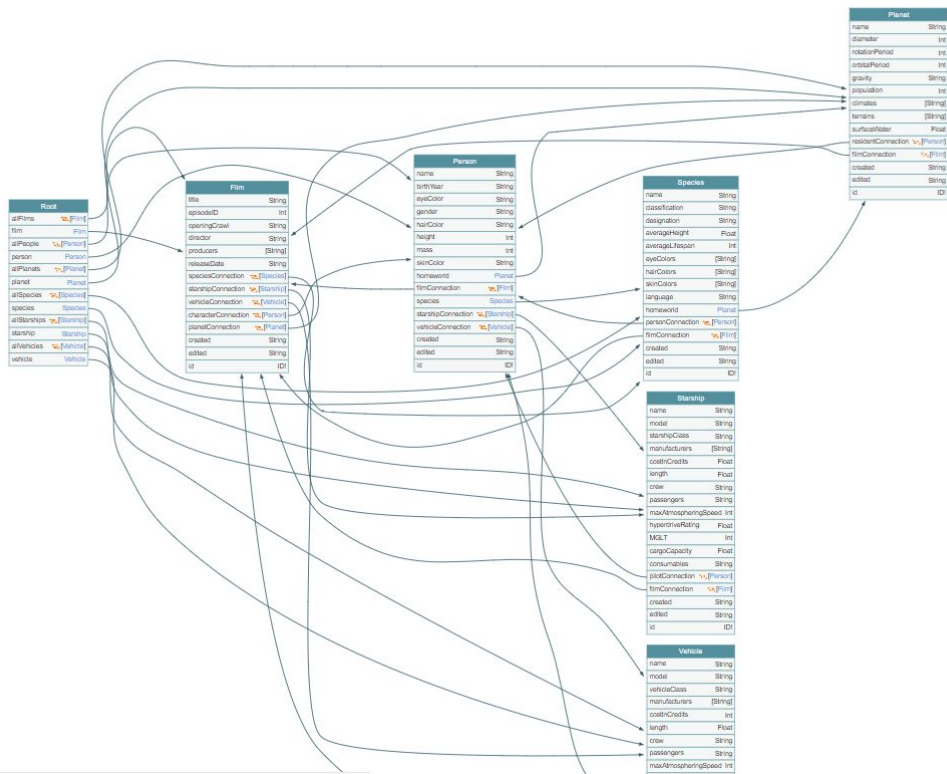 Root
allFilms [Film]
film Film
allPeople [Person]
person Person
allPlanets [Planet]
planet Planet
allSpecies [Species]
species Species
allStarships [Starship]
starship Starship
allVehicles [Vehicle]
vehicle Vehicle
Film
title String
episodeID Int
openingCrawl String
director String
producers [String]
releaseDate String
speciesConnection [Species]
starshipConnection [Starship]
vehicleConnection [Vehicle]
characterConnection [Person]
planetConnection [Planet]
created String
edited String
id ID!
Person
name String
birthYear String
eyeColor String
gender String
hairColor String
height Int
mass Int
skinColor String
homeworld Planet
filmConnection [Film]
species Species
starshipConnection [Starship]
vehicleConnection [Vehicle]
created String
edited String
id ID!
Species
name String
classification String
designation String
averageHeight Float
averageLifespan Int
eyeColors [String]
hairColors [String]
skinColors [String]
language String
homeworld Planet
personConnection [Person]
filmConnection [Film]
created String
edited String
id ID!
Starship
name String
model String
starshipClass String
manufacturers [String]
costInCredits Float
length Float
crew String
passengers String
maxAtmospheringSpeed Int
hyperdriveRating Float
MGLT Int
cargoCapacity Float
consumables String
pilotConnection [Person]
filmConnection [Film]
created String
edited String
id ID!
Vehicle
name String
model String
vehicleClass String
manufacturers [String]
costInCredits Int
length Float
crew String
passengers String
maxAtmospheringSpeed Int
Planet
name String
diameter Int
rotationPeriod Int
orbitalPeriod Int
gravity String
population Int
climates [String]
terrains [String]
surfaceWater Float
residentConnection [Person]
filmConnection [Film]
created String
edited String
id ID!